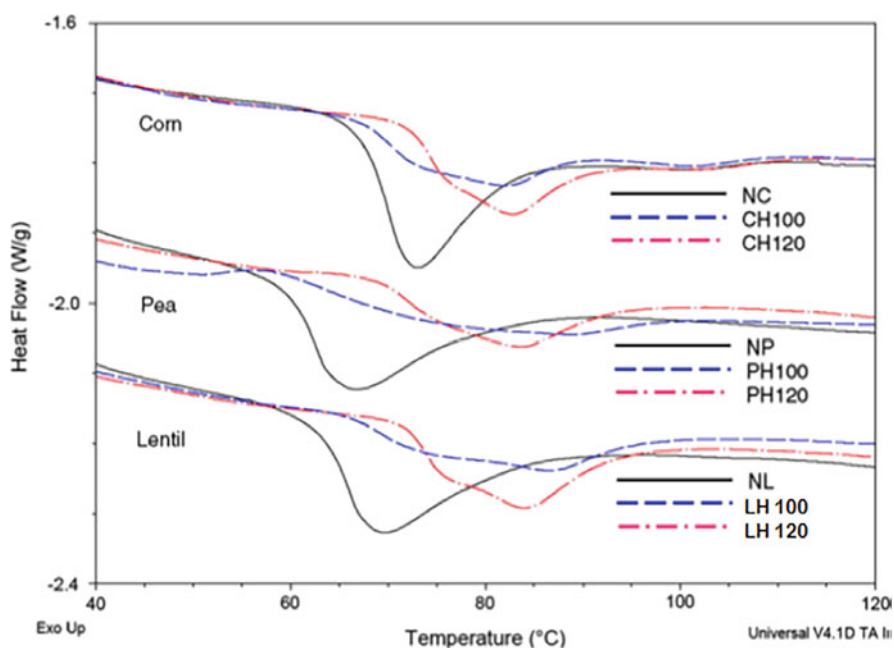 -1.6
Corn
NC
CH100
CH120
Heat Flow (W/g)
-2.0
Pea
NP
PH100
PH120
Lentil
NL
LH 100
LH 120
-2.4
40
60
80
100
120
Exo Up
Temperature (°C)
Universal V4.1D TA